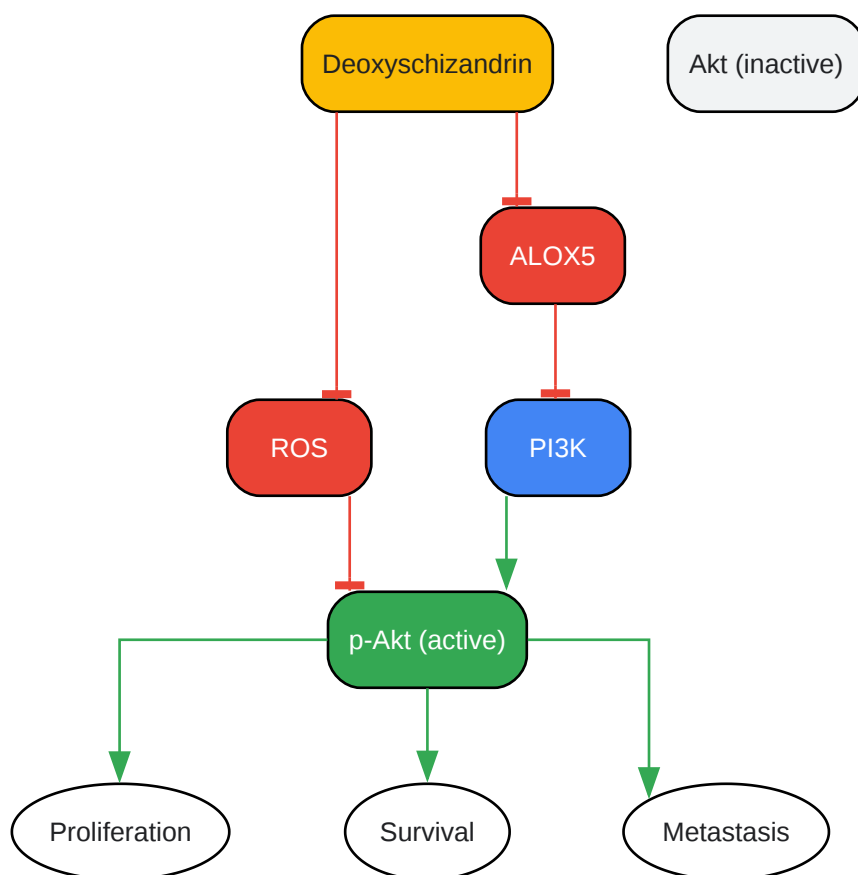 Deoxyschizandrin
Akt (inactive)
ALOX5
ROS
PI3K
p-Akt (active)
Proliferation
Survival
Metastasis